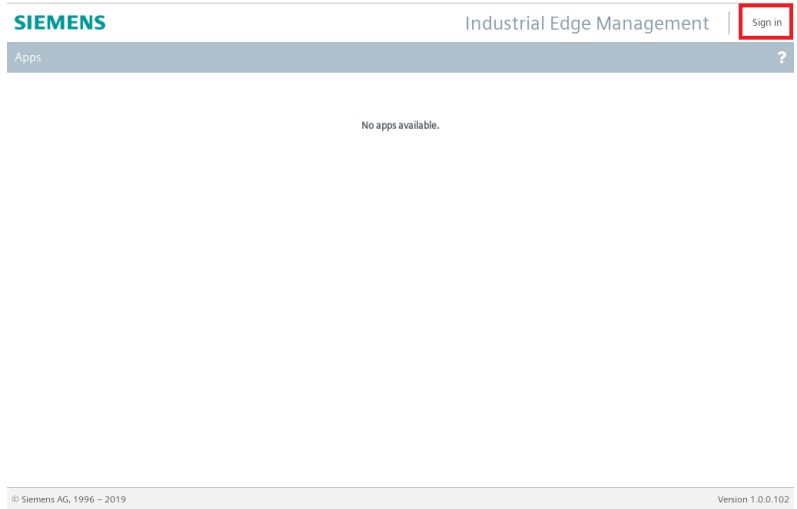 SIEMENS
Industrial Edge Management
Sign in
Apps
?
No apps available.
© Siemens AG, 1996 – 2019
Version 1.0.0.102